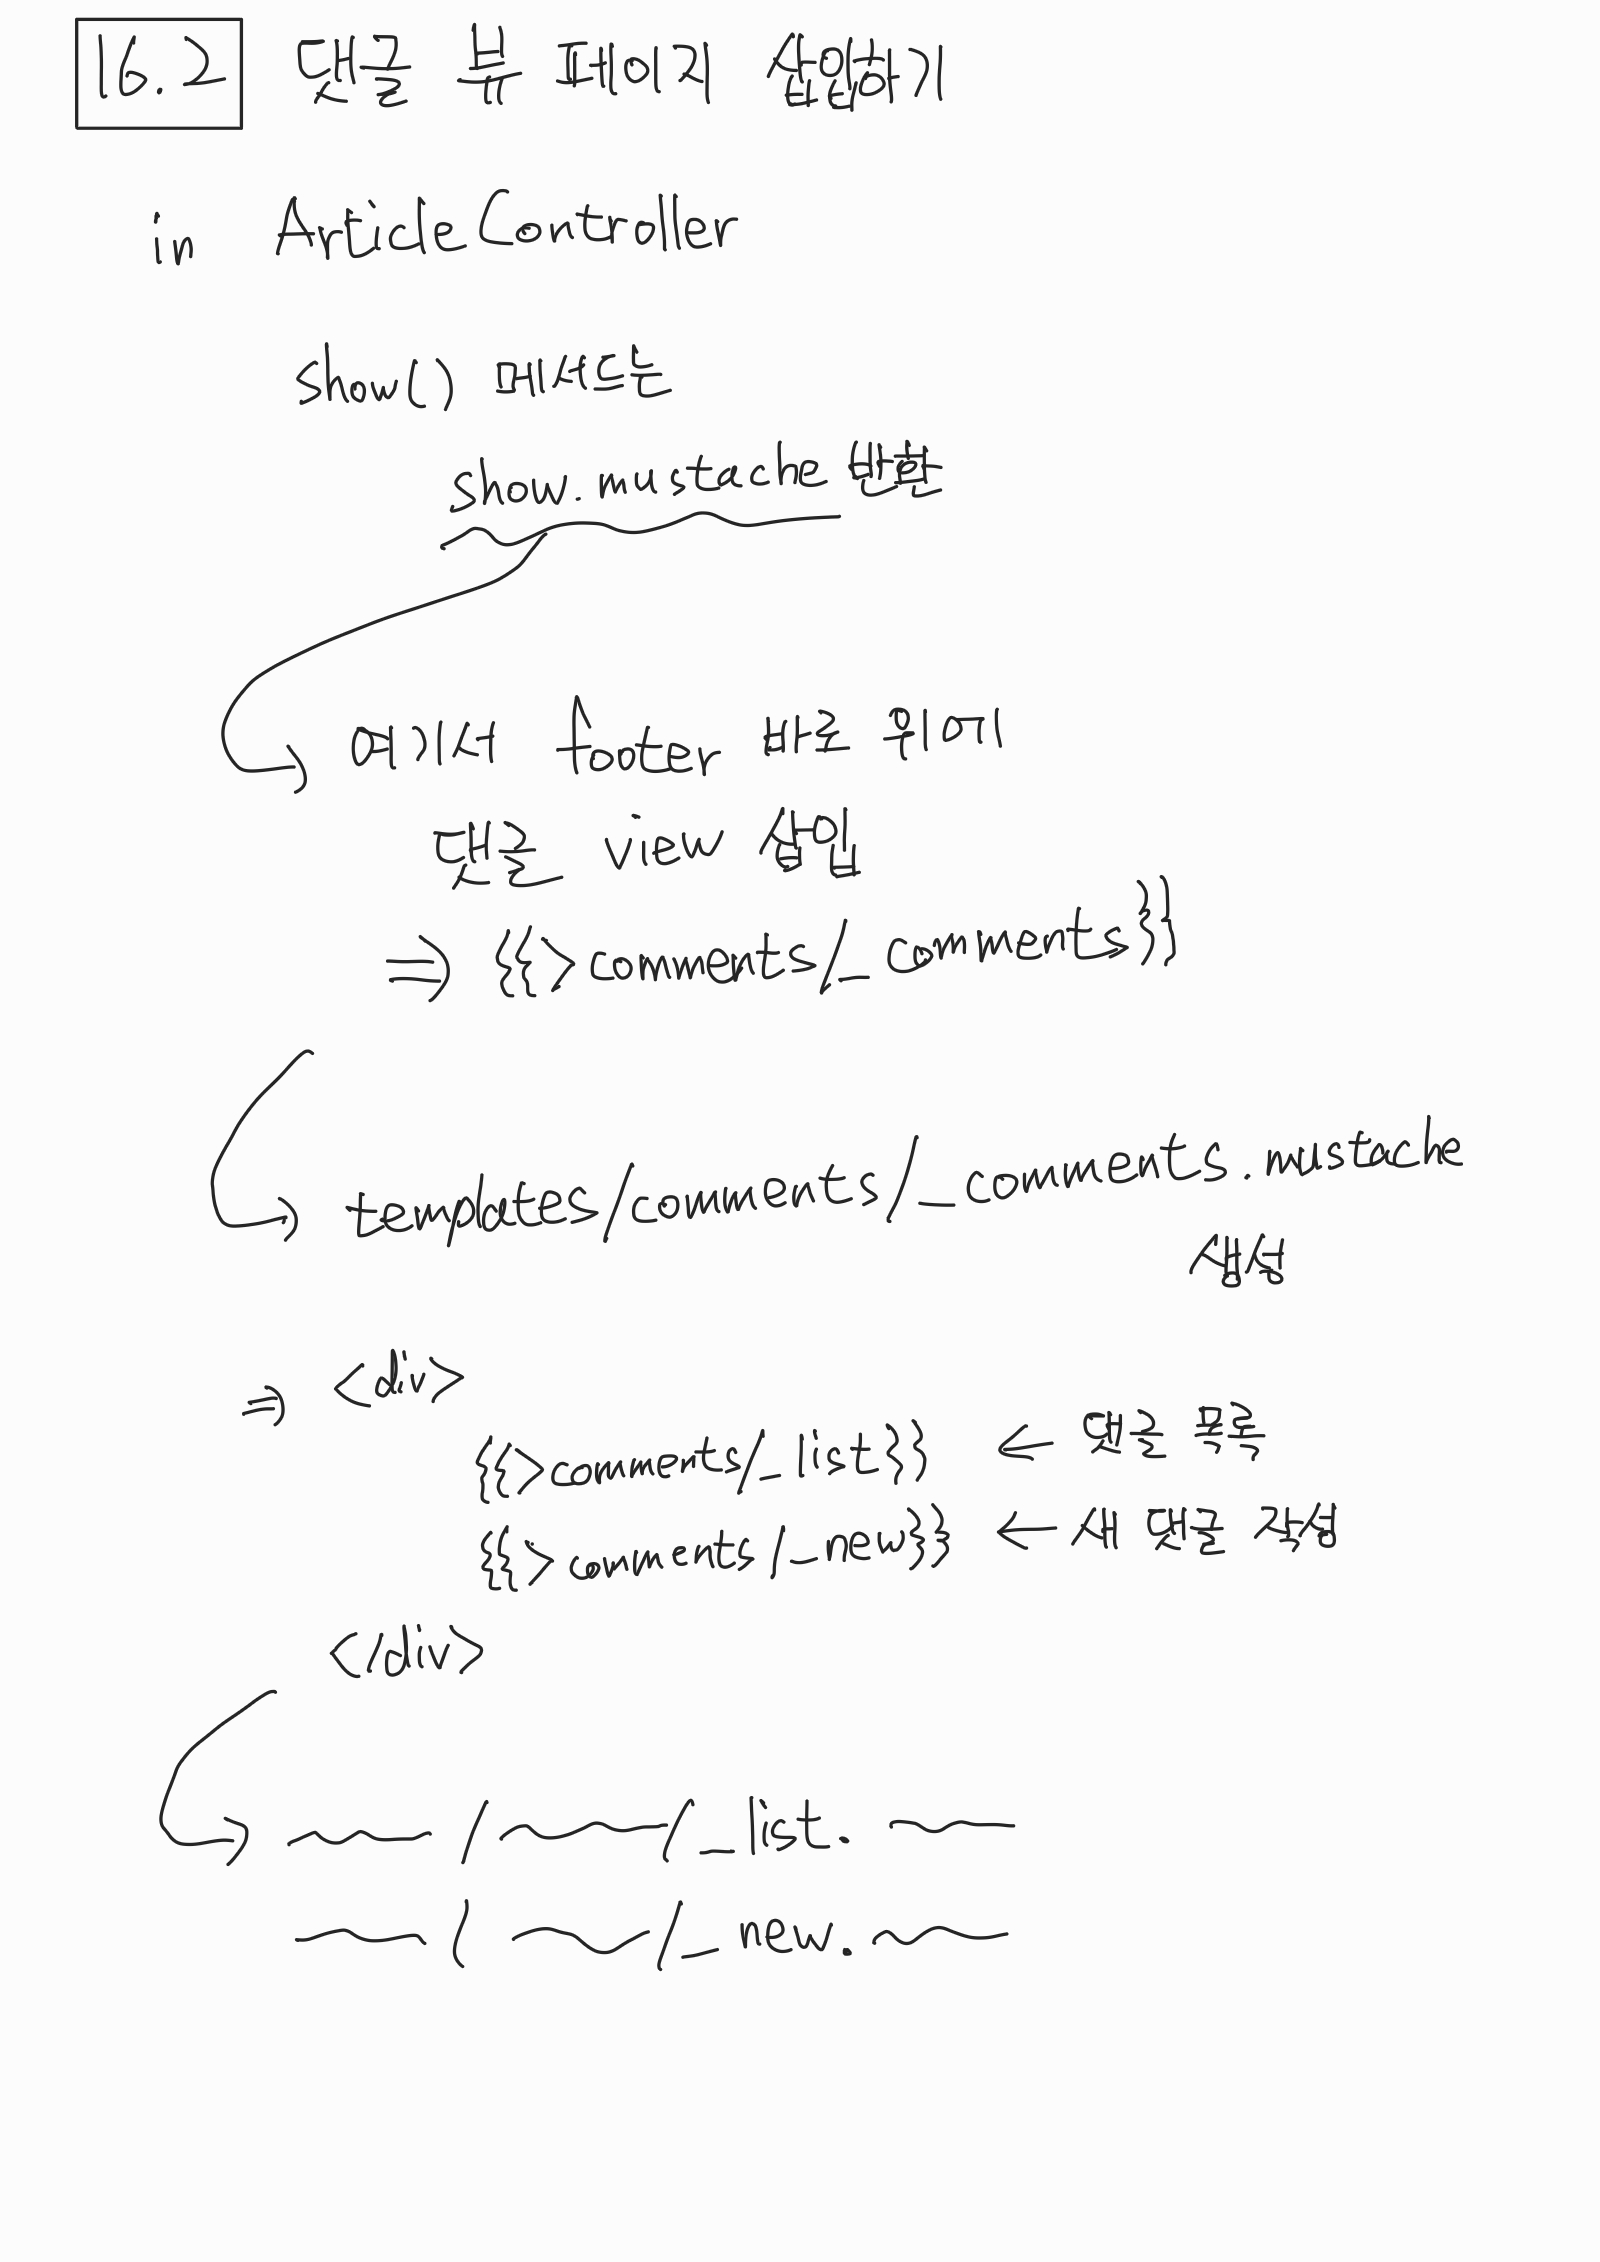 16.2 댓글 뷰 페이지 삽입하기
in ArticleController
show() 메서드는
show.mustache 반환
여기서 footer 바로 위에
댓글 view 삽입
⇒ {{>comments/_comments}}
templates/comments/_comments.mustache
생성
⇒ <div>
{{>comments/_list}} ← 댓글 목록
{{>comments/_new}} ← 새 댓글 작성
</div>
/ /_list.
/ /_new.